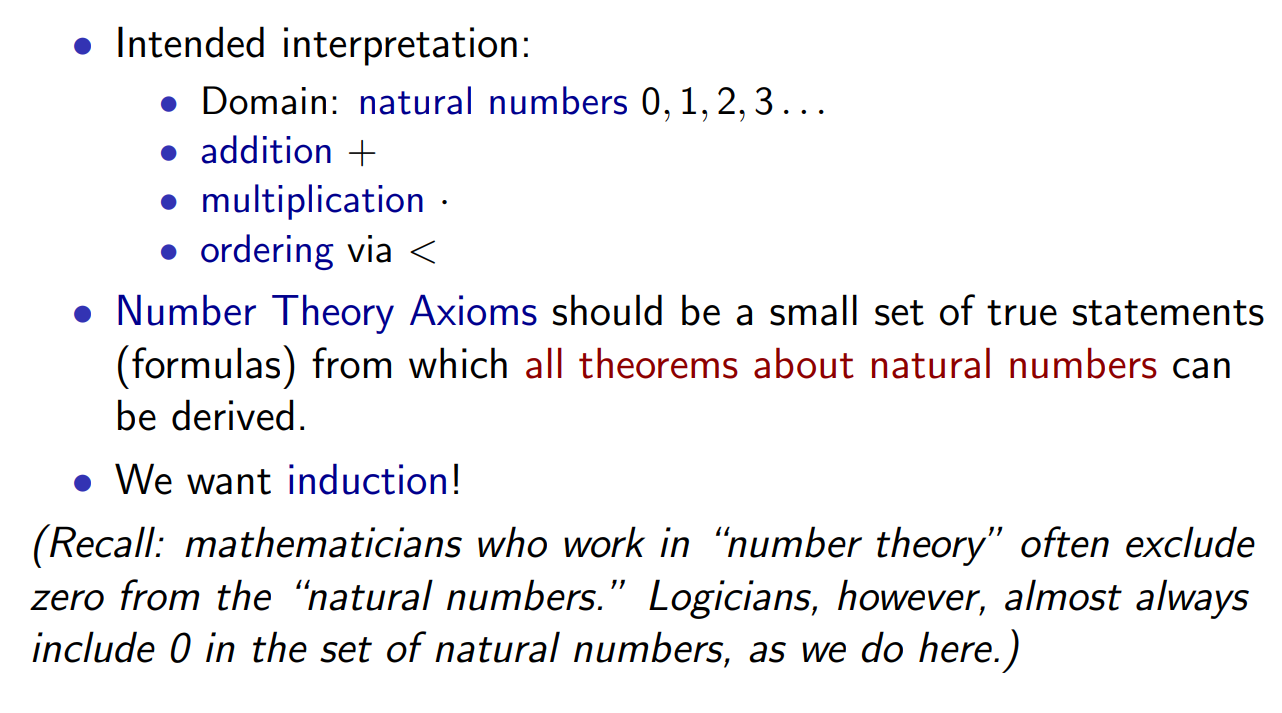 • Intended interpretation:
• Domain: natural numbers 0, 1, 2, 3 . . .
• addition +
• multiplication ·
• ordering via <
• Number Theory Axioms should be a small set of true statements
(formulas) from which all theorems about natural numbers can
be derived.
• We want induction!
(Recall: mathematicians who work in “number theory” often exclude
zero from the “natural numbers.” Logicians, however, almost always
include 0 in the set of natural numbers, as we do here.)